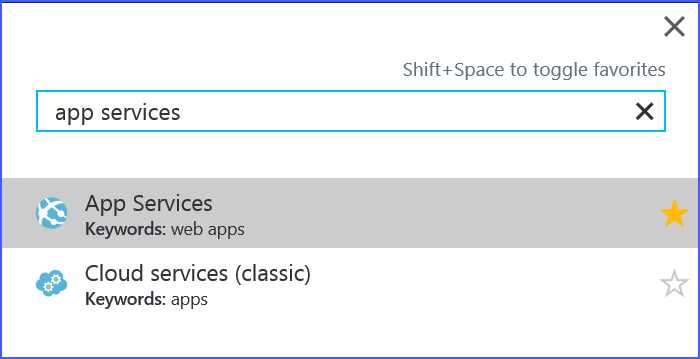 Shift+Space to toggle favorites
app services
App Services
Keywords: web apps
Cloud services (classic)
Keywords: apps